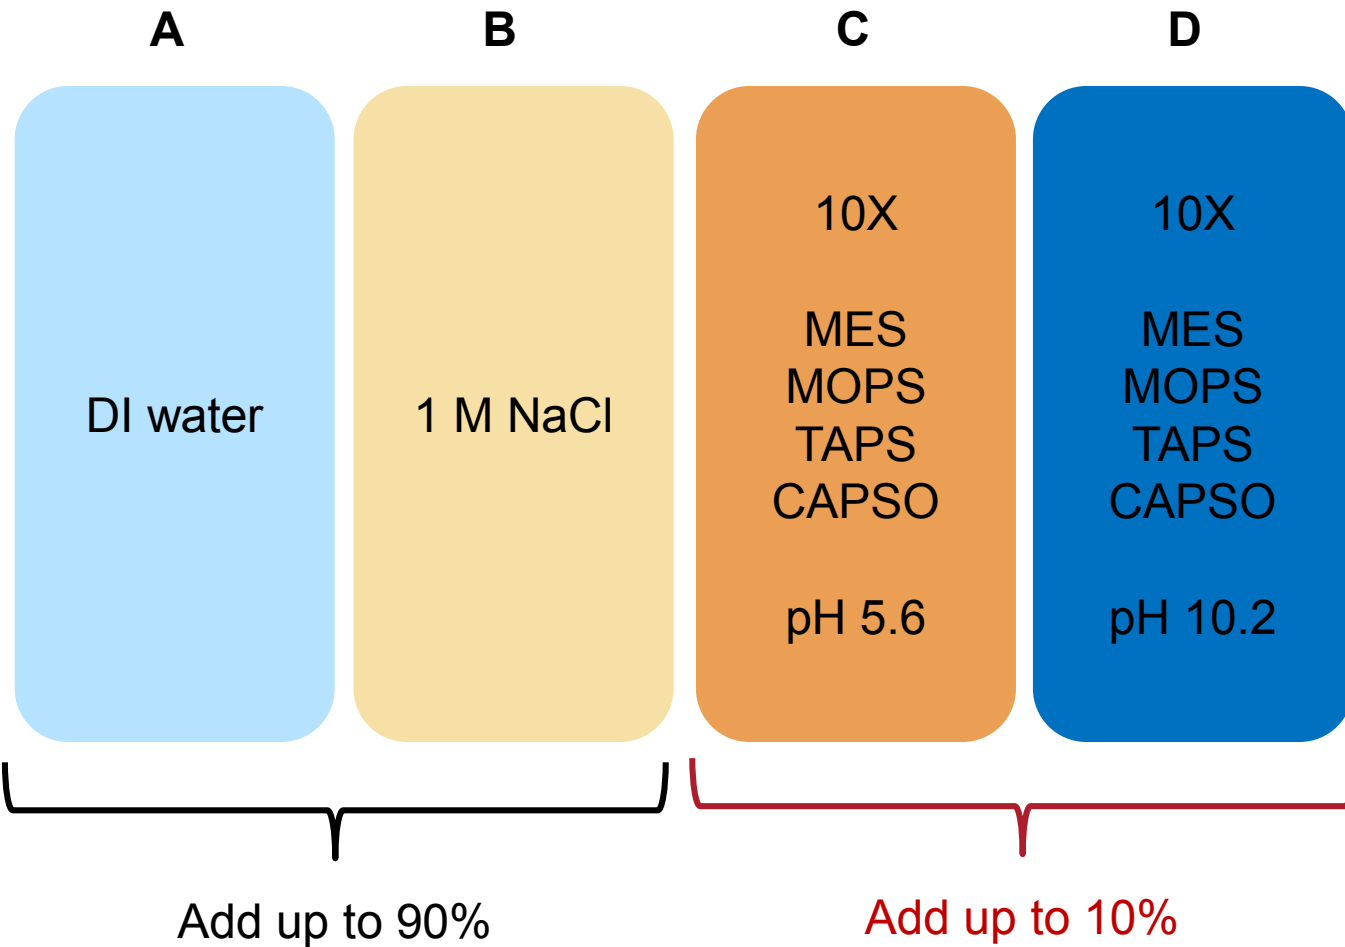 A
B
C
D
DI water
1 M NaCl
10X
MES
MOPS
TAPS
CAPSO
pH 5.6
10X
MES
MOPS
TAPS
CAPSO
pH 10.2
Add up to 90%
Add up to 10%